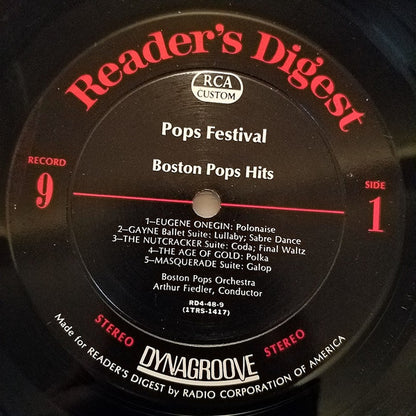 Reader's Digest
RCA
CUSTOM
Pops Festival
Boston Pops Hits
RECORD
9
SIDE
1
1—EUGENE ONEGIN: Polonaise
2—GAYNE Ballet Suite: Lullaby; Sabre Dance
3—THE NUTCRACKER Suite: Coda; Final Waltz
4—THE AGE OF GOLD: Polka
5—MASQUERADE Suite: Galop
Boston Pops Orchestra
Arthur Fiedler, Conductor
RD4-48-9
(1TRS-1417)
STEREO
DYNAGROOVE
STEREO
Made for READER'S DIGEST by RADIO CORPORATION OF AMERICA